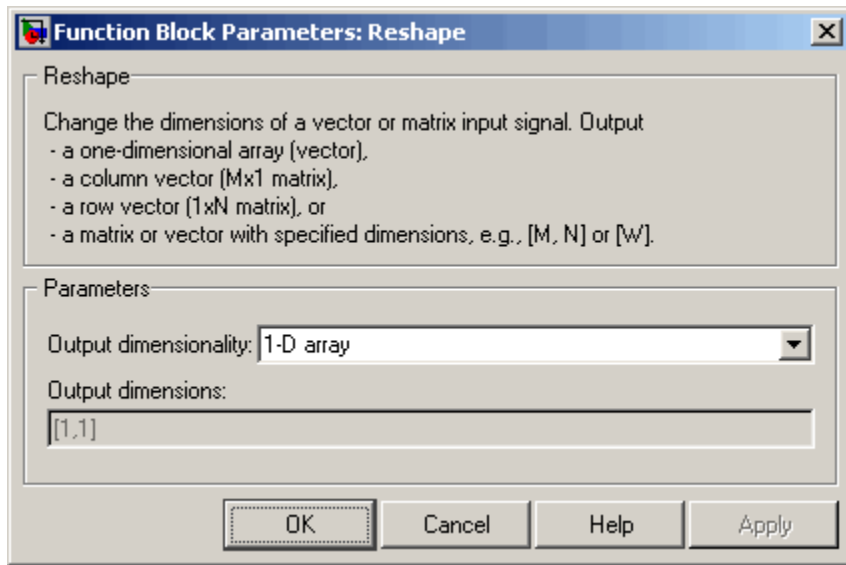 Function Block Parameters: Reshape
Reshape
Change the dimensions of a vector or matrix input signal. Output
- a one-dimensional array (vector),
- a column vector (Mx1 matrix),
- a row vector (1xN matrix), or
- a matrix or vector with specified dimensions, e.g., [M, N] or [W].
Parameters
Output dimensionality: 1-D array
Output dimensions:
[1,1]
OK Cancel Help Apply